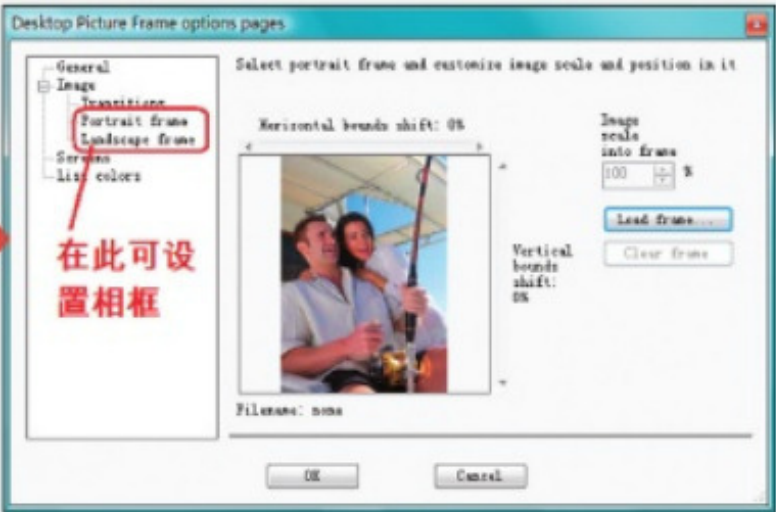 Desktop Picture Frame options pages
General
Image
Transitions
Portrait frame
Landscape frame
Screens
List colors
在此可设
置相框
Select portrait frame and customize image scale and position in it
Horizontal bounds shift: 0%
Image
scale
into frame
100 %
Load frame...
Clear frame
Vertical
bounds
shift:
0%
Filename: none
OK
Cancel